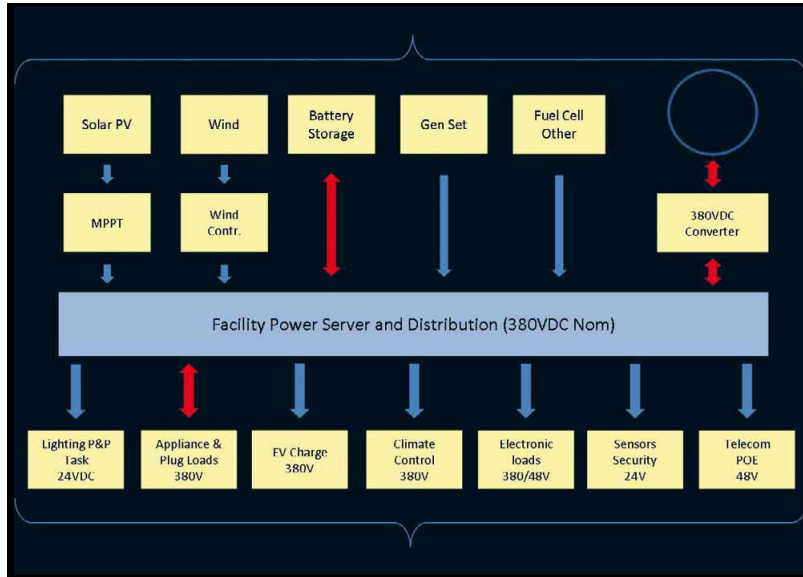 Solar PV
Wind
Battery
Storage
Gen Set
Fuel Cell
Other
MPPT
Wind
Contr.
380VDC
Converter
Facility Power Server and Distribution (380VDC Nom)
Lighting P&P
Task
24VDC
Appliance &
Plug Loads
380V
EV Charge
380V
Climate
Control
380V
Electronic
loads
380/48V
Sensors
Security
24V
Telecom
POE
48V